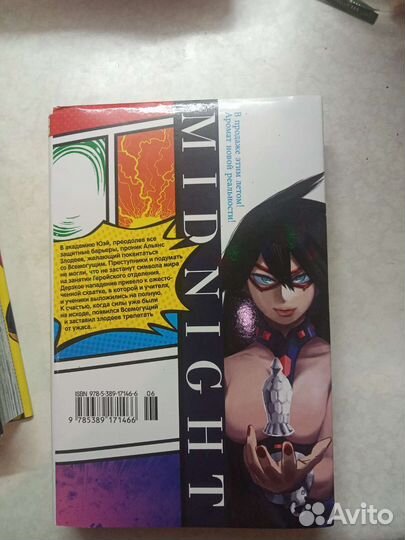 В продаже этим летом!
Аромат новой реальности!
MIDNIGHT
В академию Юэй, преодолев все
защитные барьеры, проник Альянс
Злодеев, желающий поквитаться
со Всемогущим. Преступники и подумать
не могли, что не застанут символа мира
на занятии Геройского отделения.
Дерзкое нападение привело к ожесто-
ченной схватке, в которой и учителя,
и ученики выложились на полную.
К счастью, когда силы уже были
на исходе, появился Всемогущий
и заставил злодеев трепетать
от ужаса...
ISBN 978-5-389-17146-6
06
9 785389 171466
Avito